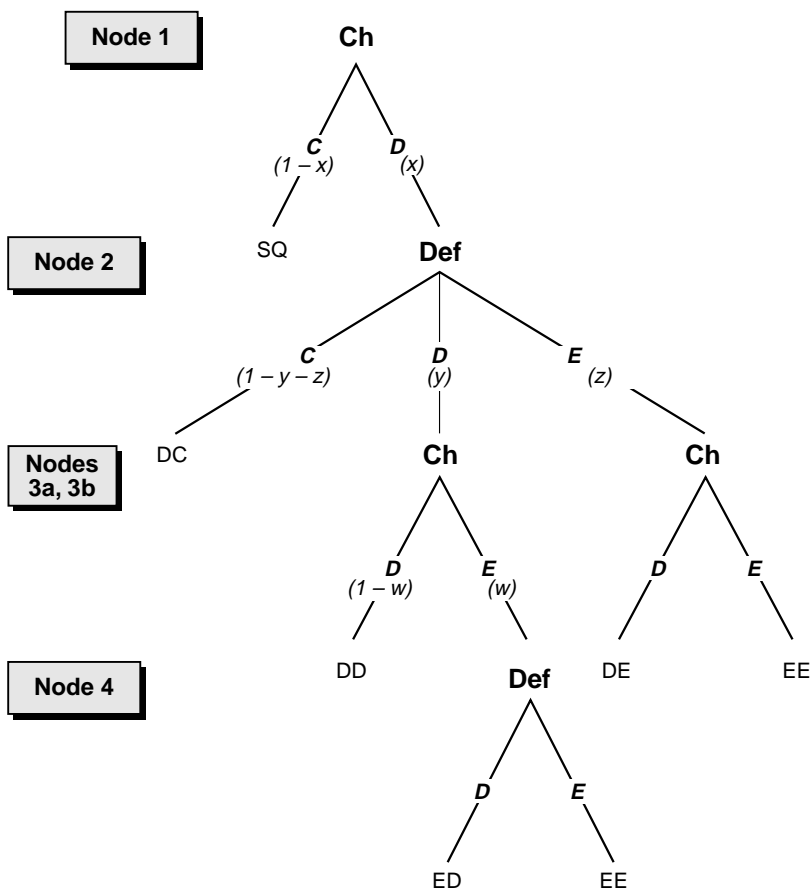 Node 1
Ch
C
D
(1 – x)
(x)
SQ
Node 2
Def
C
D
E
(1 – y – z)
(y)
(z)
DC
Nodes
3a, 3b
Ch
Ch
D
E
D
E
(1 – w)
(w)
DD
DE
EE
Node 4
Def
D
E
ED
EE